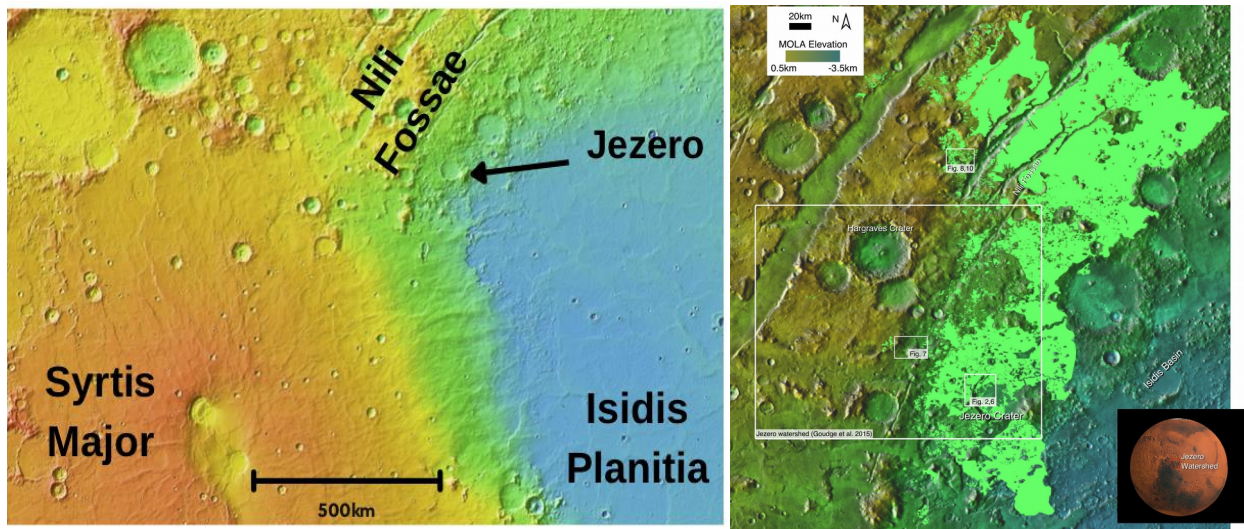 Nili
Fossae
Jezero
Syrtis
Major
Isidis
Planitia
500km
20km
N
MOLA Elevation
0.5km
-3.5km
Fig. 8,10
Hargraves Crater
Fig. 7
Fig. 2,6
Jezero Crater
Jezero watershed (Goudge et al. 2015)
Isidis Basin
Jezero
Watershed